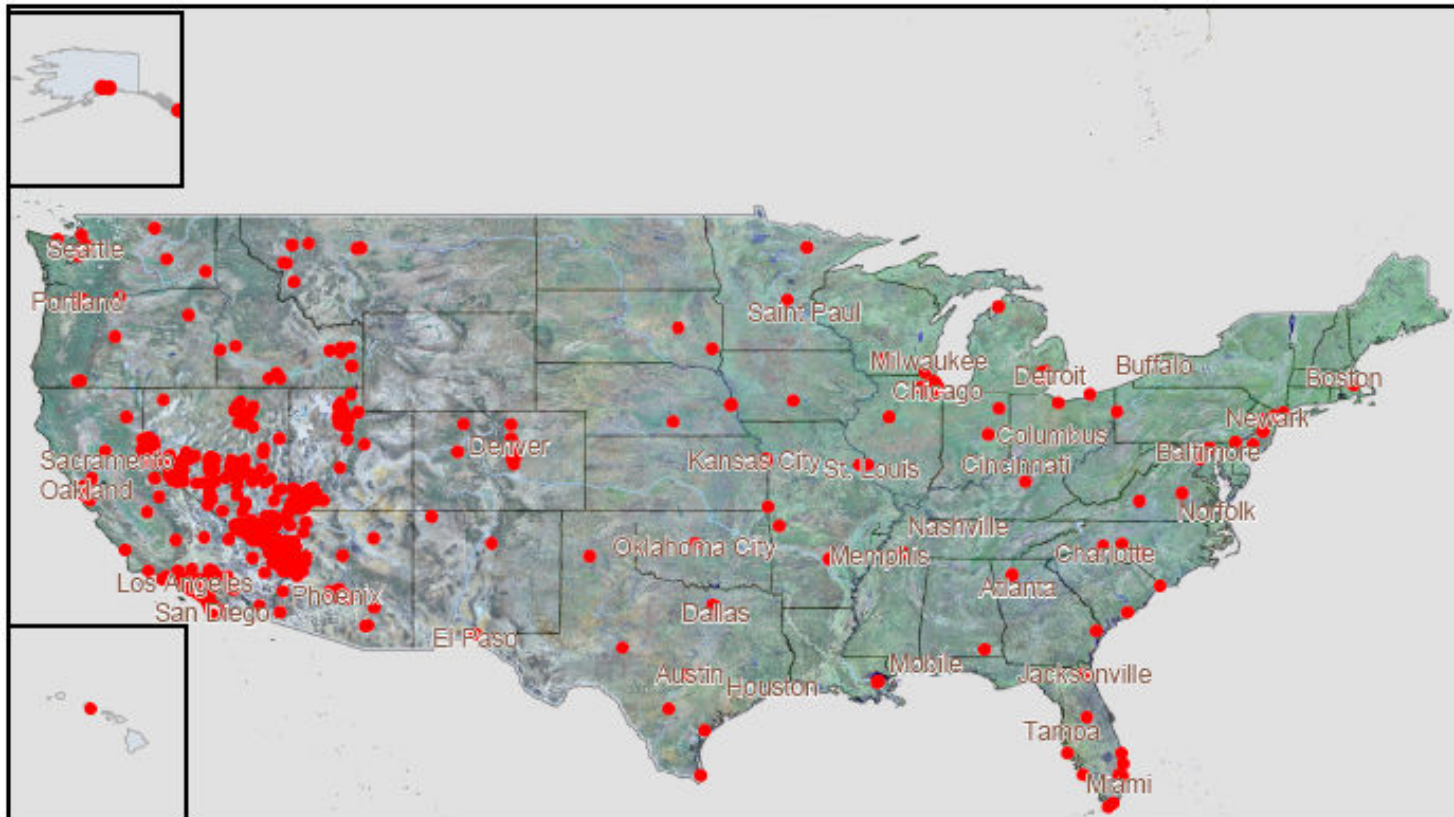 Seattle
Portland
Saint Paul
Milwaukee
Chicago
Detroit
Buffalo
Boston
Newark
Columbus
Baltimore
Denver
Sacramento
Oakland
Kansas City
St. Louis
Cincinnati
Norfolk
Nashville
Oklahoma City
Memphis
Charlotte
Los Angeles
San Diego
Phoenix
Atlanta
Dallas
El Paso
Mobile
Austin
Houston
Jacksonville
Tampa
Miami